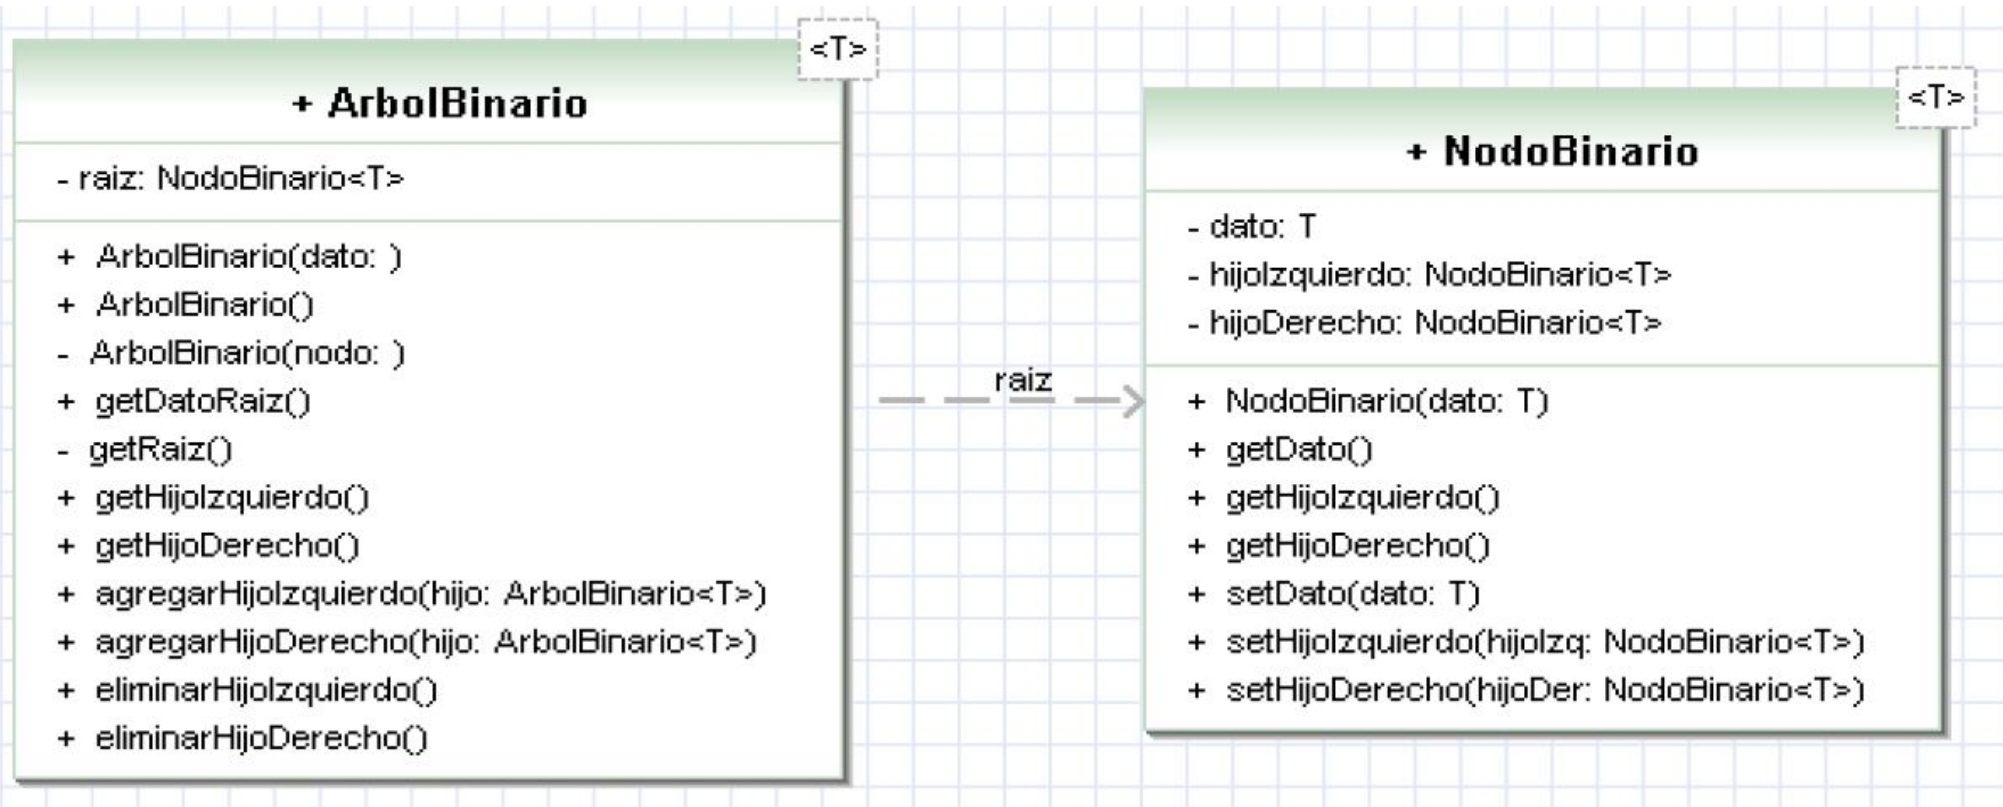 <T>
+ ArbolBinario
- raiz: NodoBinario<T>
+ ArbolBinario(dato: )
+ ArbolBinario()
- ArbolBinario(nodo: )
+ getDatoRaiz()
- getRaiz()
+ getHijoIzquierdo()
+ getHijoDerecho()
+ agregarHijoIzquierdo(hijo: ArbolBinario<T>)
+ agregarHijoDerecho(hijo: ArbolBinario<T>)
+ eliminarHijoIzquierdo()
+ eliminarHijoDerecho()
raiz
<T>
+ NodoBinario
- dato: T
- hijoIzquierdo: NodoBinario<T>
- hijoDerecho: NodoBinario<T>
+ NodoBinario(dato: T)
+ getDato()
+ getHijoIzquierdo()
+ getHijoDerecho()
+ setDato(dato: T)
+ setHijoIzquierdo(hijoIzq: NodoBinario<T>)
+ setHijoDerecho(hijoDer: NodoBinario<T>)